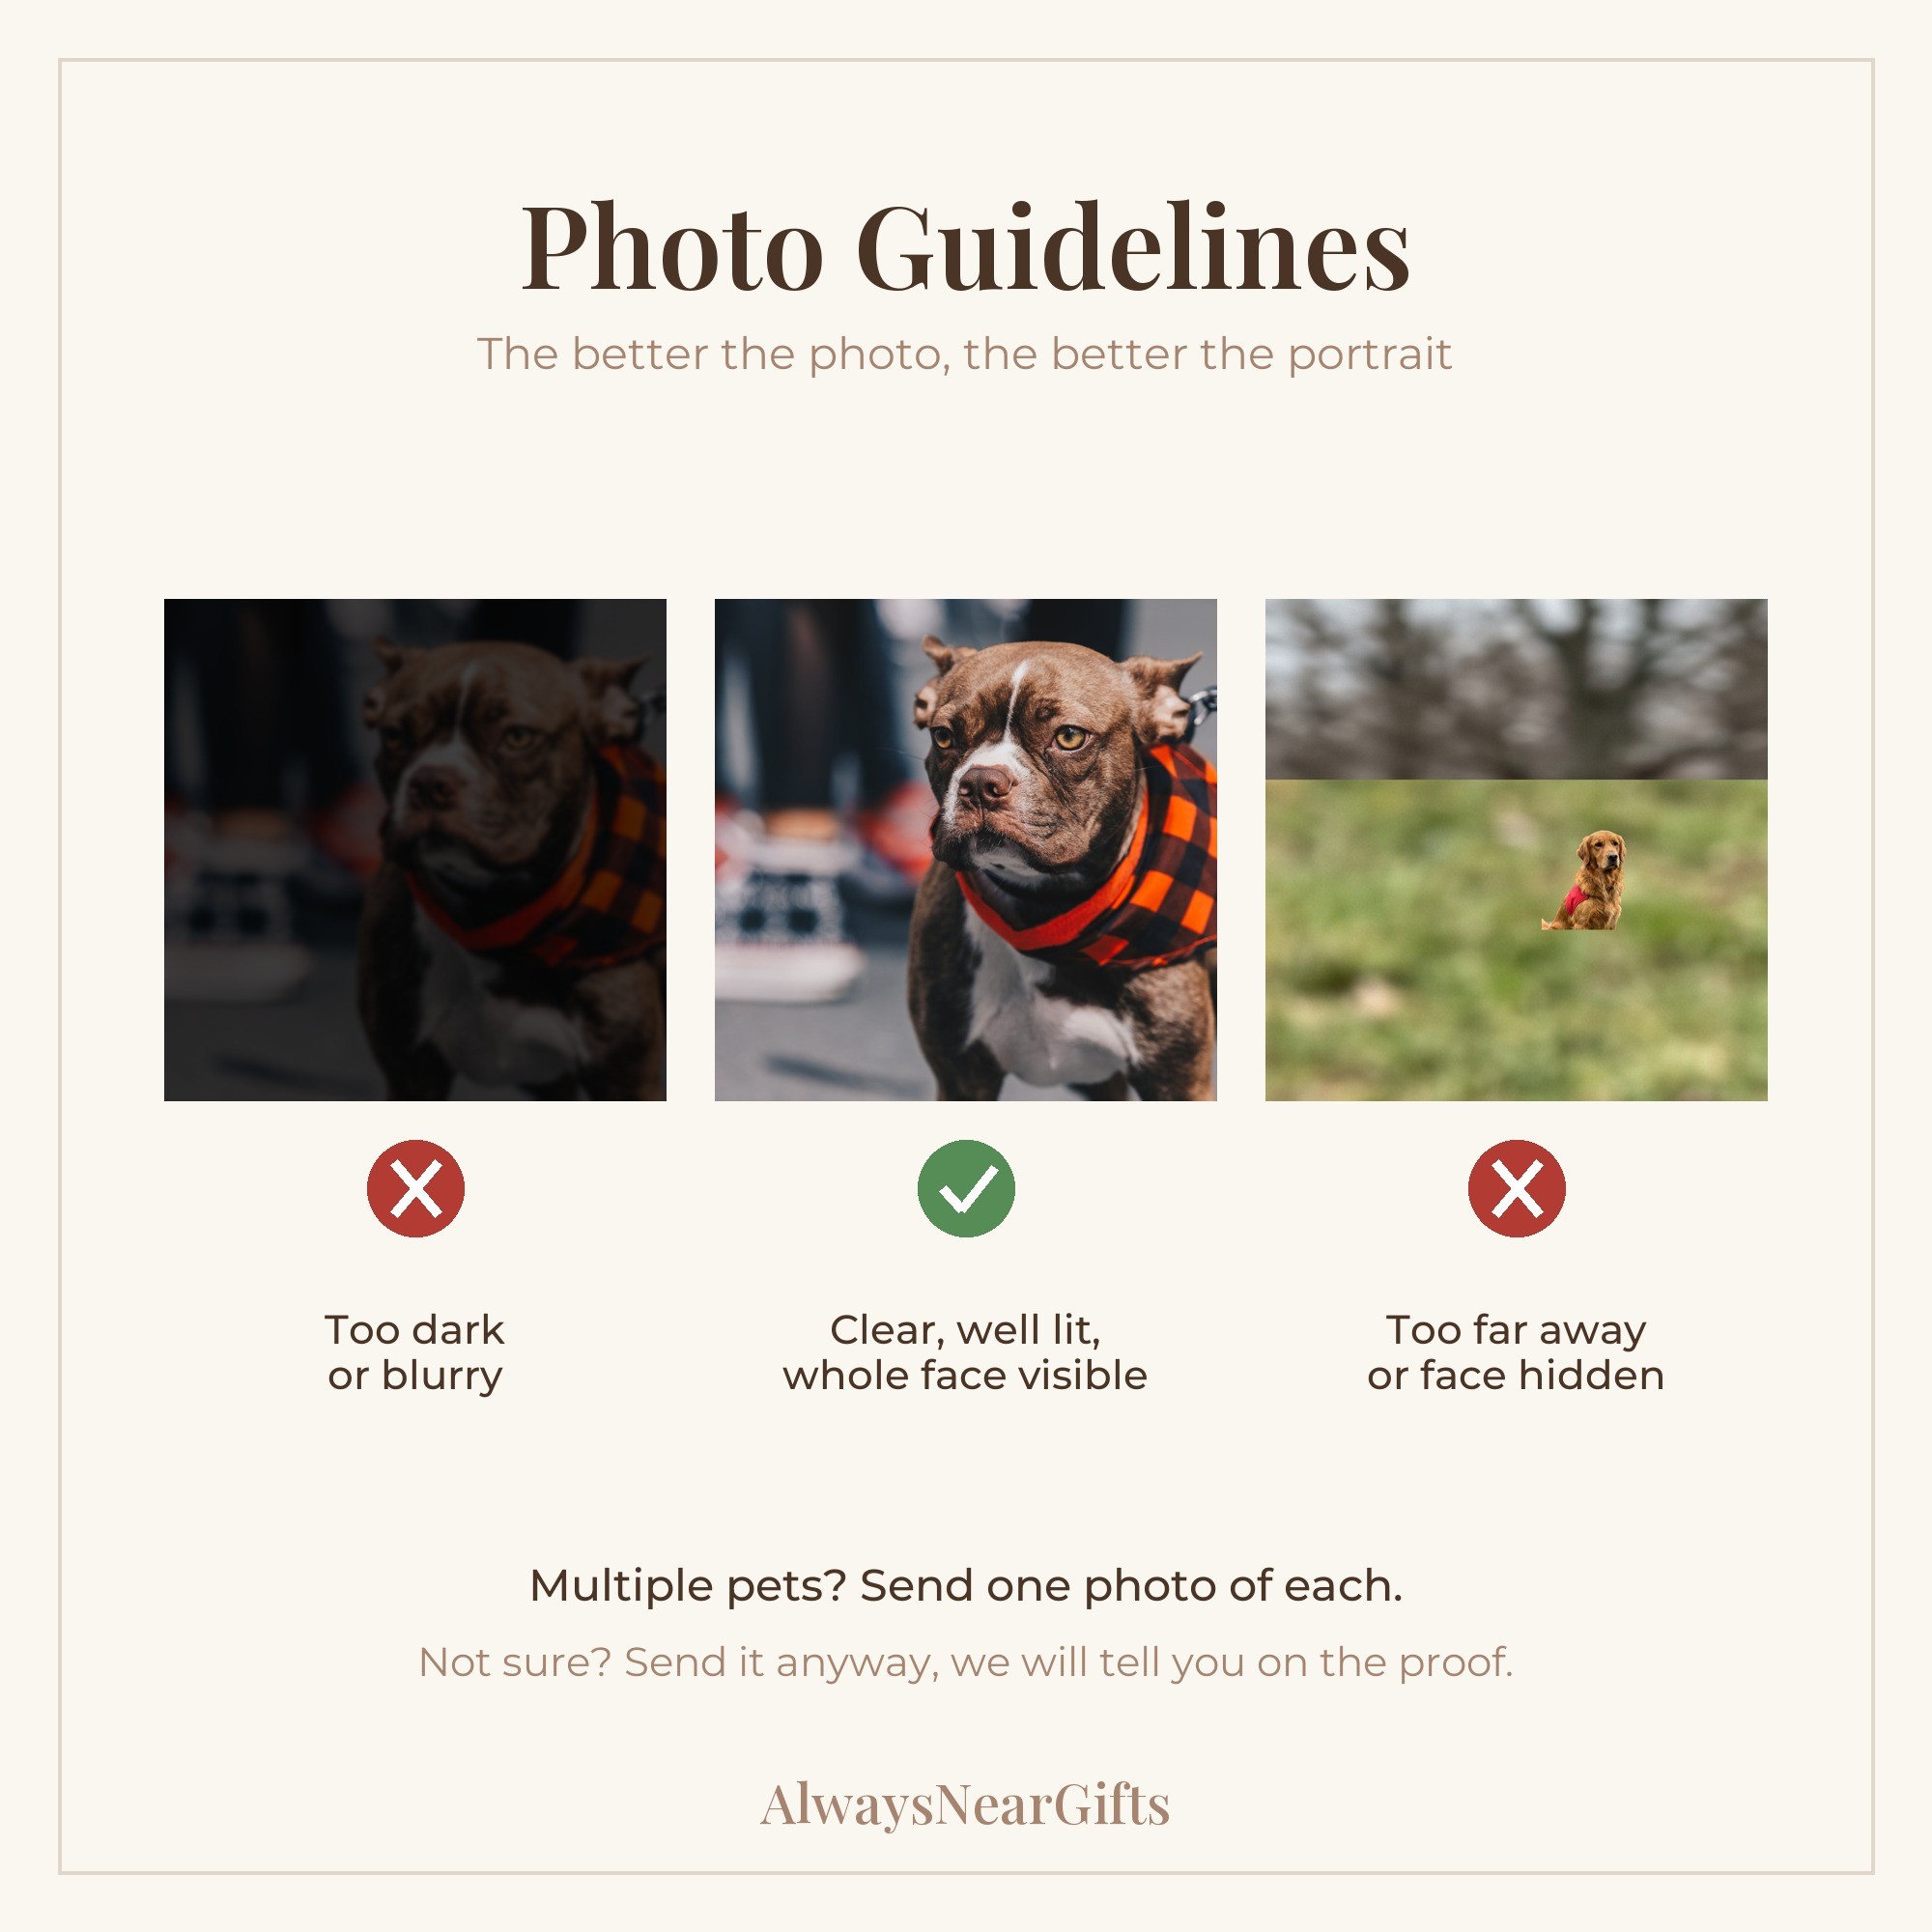 Photo Guidelines
The better the photo, the better the portrait
Too dark
or blurry
Clear, well lit,
whole face visible
Too far away
or face hidden
Multiple pets? Send one photo of each.
Not sure? Send it anyway, we will tell you on the proof.
AlwaysNearGifts